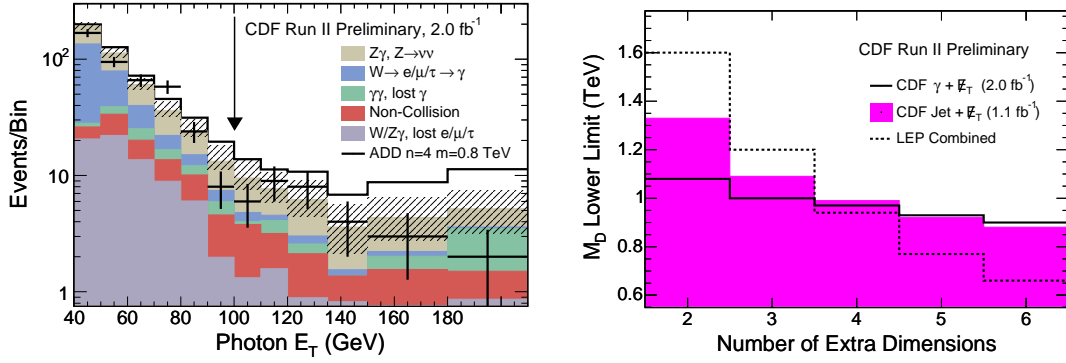 CDF Run II Preliminary, 2.0 fb⁻¹
Zγ, Z→νν
W→ e/μ/τ → γ
γγ, lost γ
Non-Collision
W/Zγ, lost e/μ/τ
ADD n=4 m=0.8 TeV
Events/Bin
10²
10
1
40 60 80 100 120 140 160 180 200
Photon E_T (GeV)
CDF Run II Preliminary
CDF γ + E̸_T (2.0 fb⁻¹)
CDF Jet + E̸_T (1.1 fb⁻¹)
LEP Combined
M_D Lower Limit (TeV)
1.6
1.4
1.2
1
0.8
0.6
2 3 4 5 6
Number of Extra Dimensions